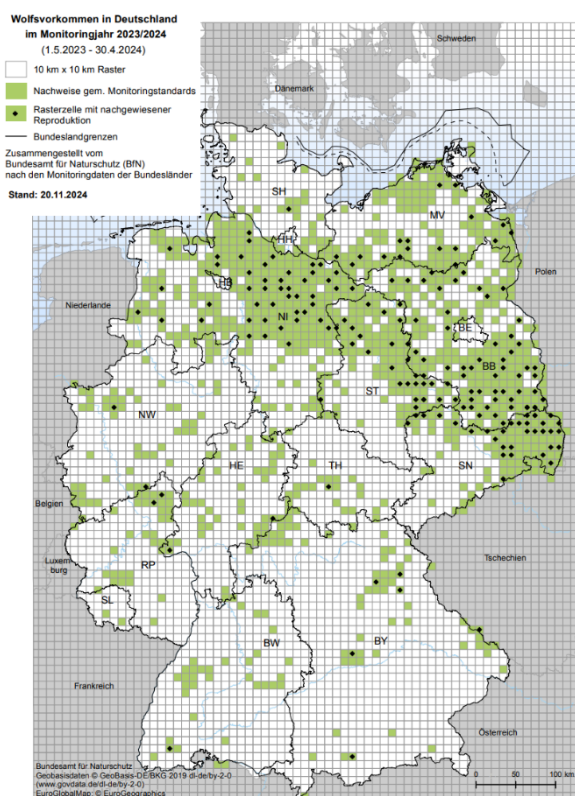 Wolfsvorkommen in Deutschland
im Monitoringjahr 2023/2024
(1.5.2023 - 30.4.2024)
10 km x 10 km Raster
Nachweise gem. Monitoringstandards
Rasterzelle mit nachgewiesener
Reproduktion
Bundeslandgrenzen
Zusammengestellt vom
Bundesamt für Naturschutz (BfN)
nach den Monitoringdaten der Bundesländer
Stand: 20.11.2024
Schweden
Dänemark
SH
MV
HH
HB
Polen
Niederlande
NI
BE
BB
ST
NW
HE
TH
SN
Belgien
Luxem-
burg
RP
Tschechien
SL
BW
BY
Frankreich
Österreich
Bundesamt für Naturschutz
Geobasisdaten © GeoBasis-DE/BKG 2019 dl-de/by-2-0
(www.govdata.de/dl-de/by-2-0)
EuroGlobalMap: © EuroGeographics
0 50 100 km